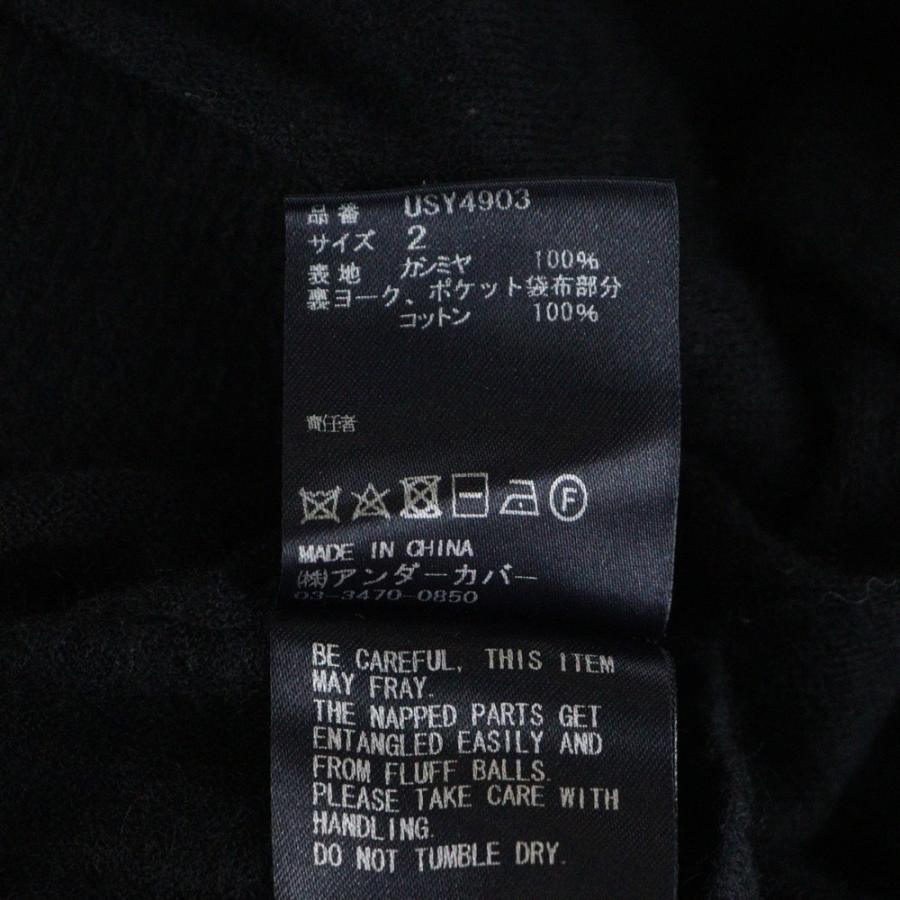 品番 USY4903
サイズ 2
表地 カシミヤ 100%
裏ヨーク、ポケット袋布部分
コットン 100%
責任者
F
MADE IN CHINA
㈱アンダーカバー
03-3470-0850
BE CAREFUL, THIS ITEM
MAY FRAY.
THE NAPPED PARTS GET
ENTANGLED EASILY AND
FROM FLUFF BALLS.
PLEASE TAKE CARE WITH
HANDLING.
DO NOT TUMBLE DRY.